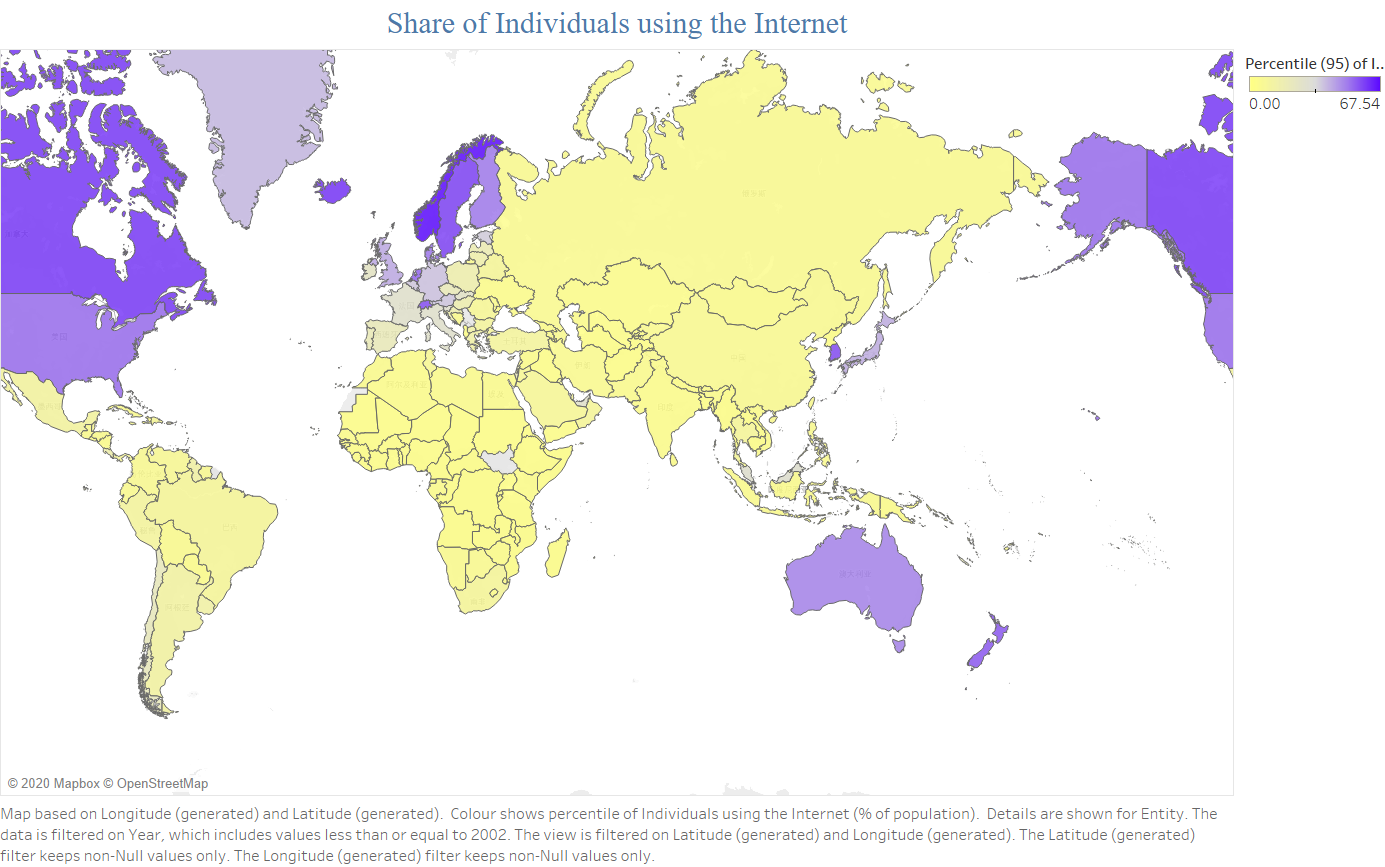 Share of Individuals using the Internet
Percentile (95) of I..
0.00 67.54
© 2020 Mapbox © OpenStreetMap
Map based on Longitude (generated) and Latitude (generated).  Colour shows percentile of Individuals using the Internet (% of population).  Details are shown for Entity. The
data is filtered on Year, which includes values less than or equal to 2002. The view is filtered on Latitude (generated) and Longitude (generated). The Latitude (generated)
filter keeps non-Null values only. The Longitude (generated) filter keeps non-Null values only.